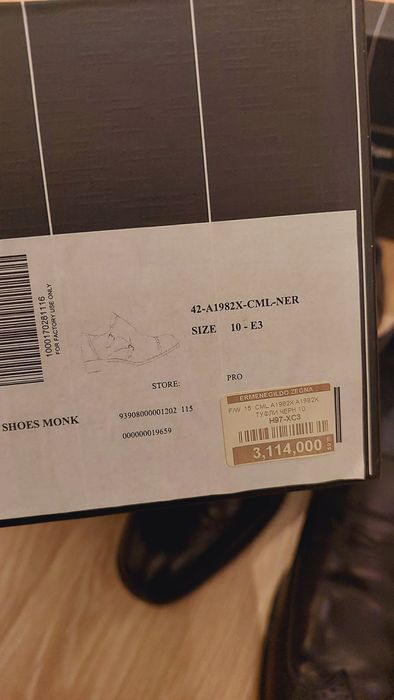 42-A1982X-CML-NER
SIZE 10 - E3
1000170281116
FOR FACTORY USE ONLY
STORE: PRO
SHOES MONK
93908000001202 115
000000019659
ERMENEGILDO ZEGNA
F/W 15 CML A1982X A1982X
ТУФЛИ ЧЕРН 10
H97-XC3
3,114,000